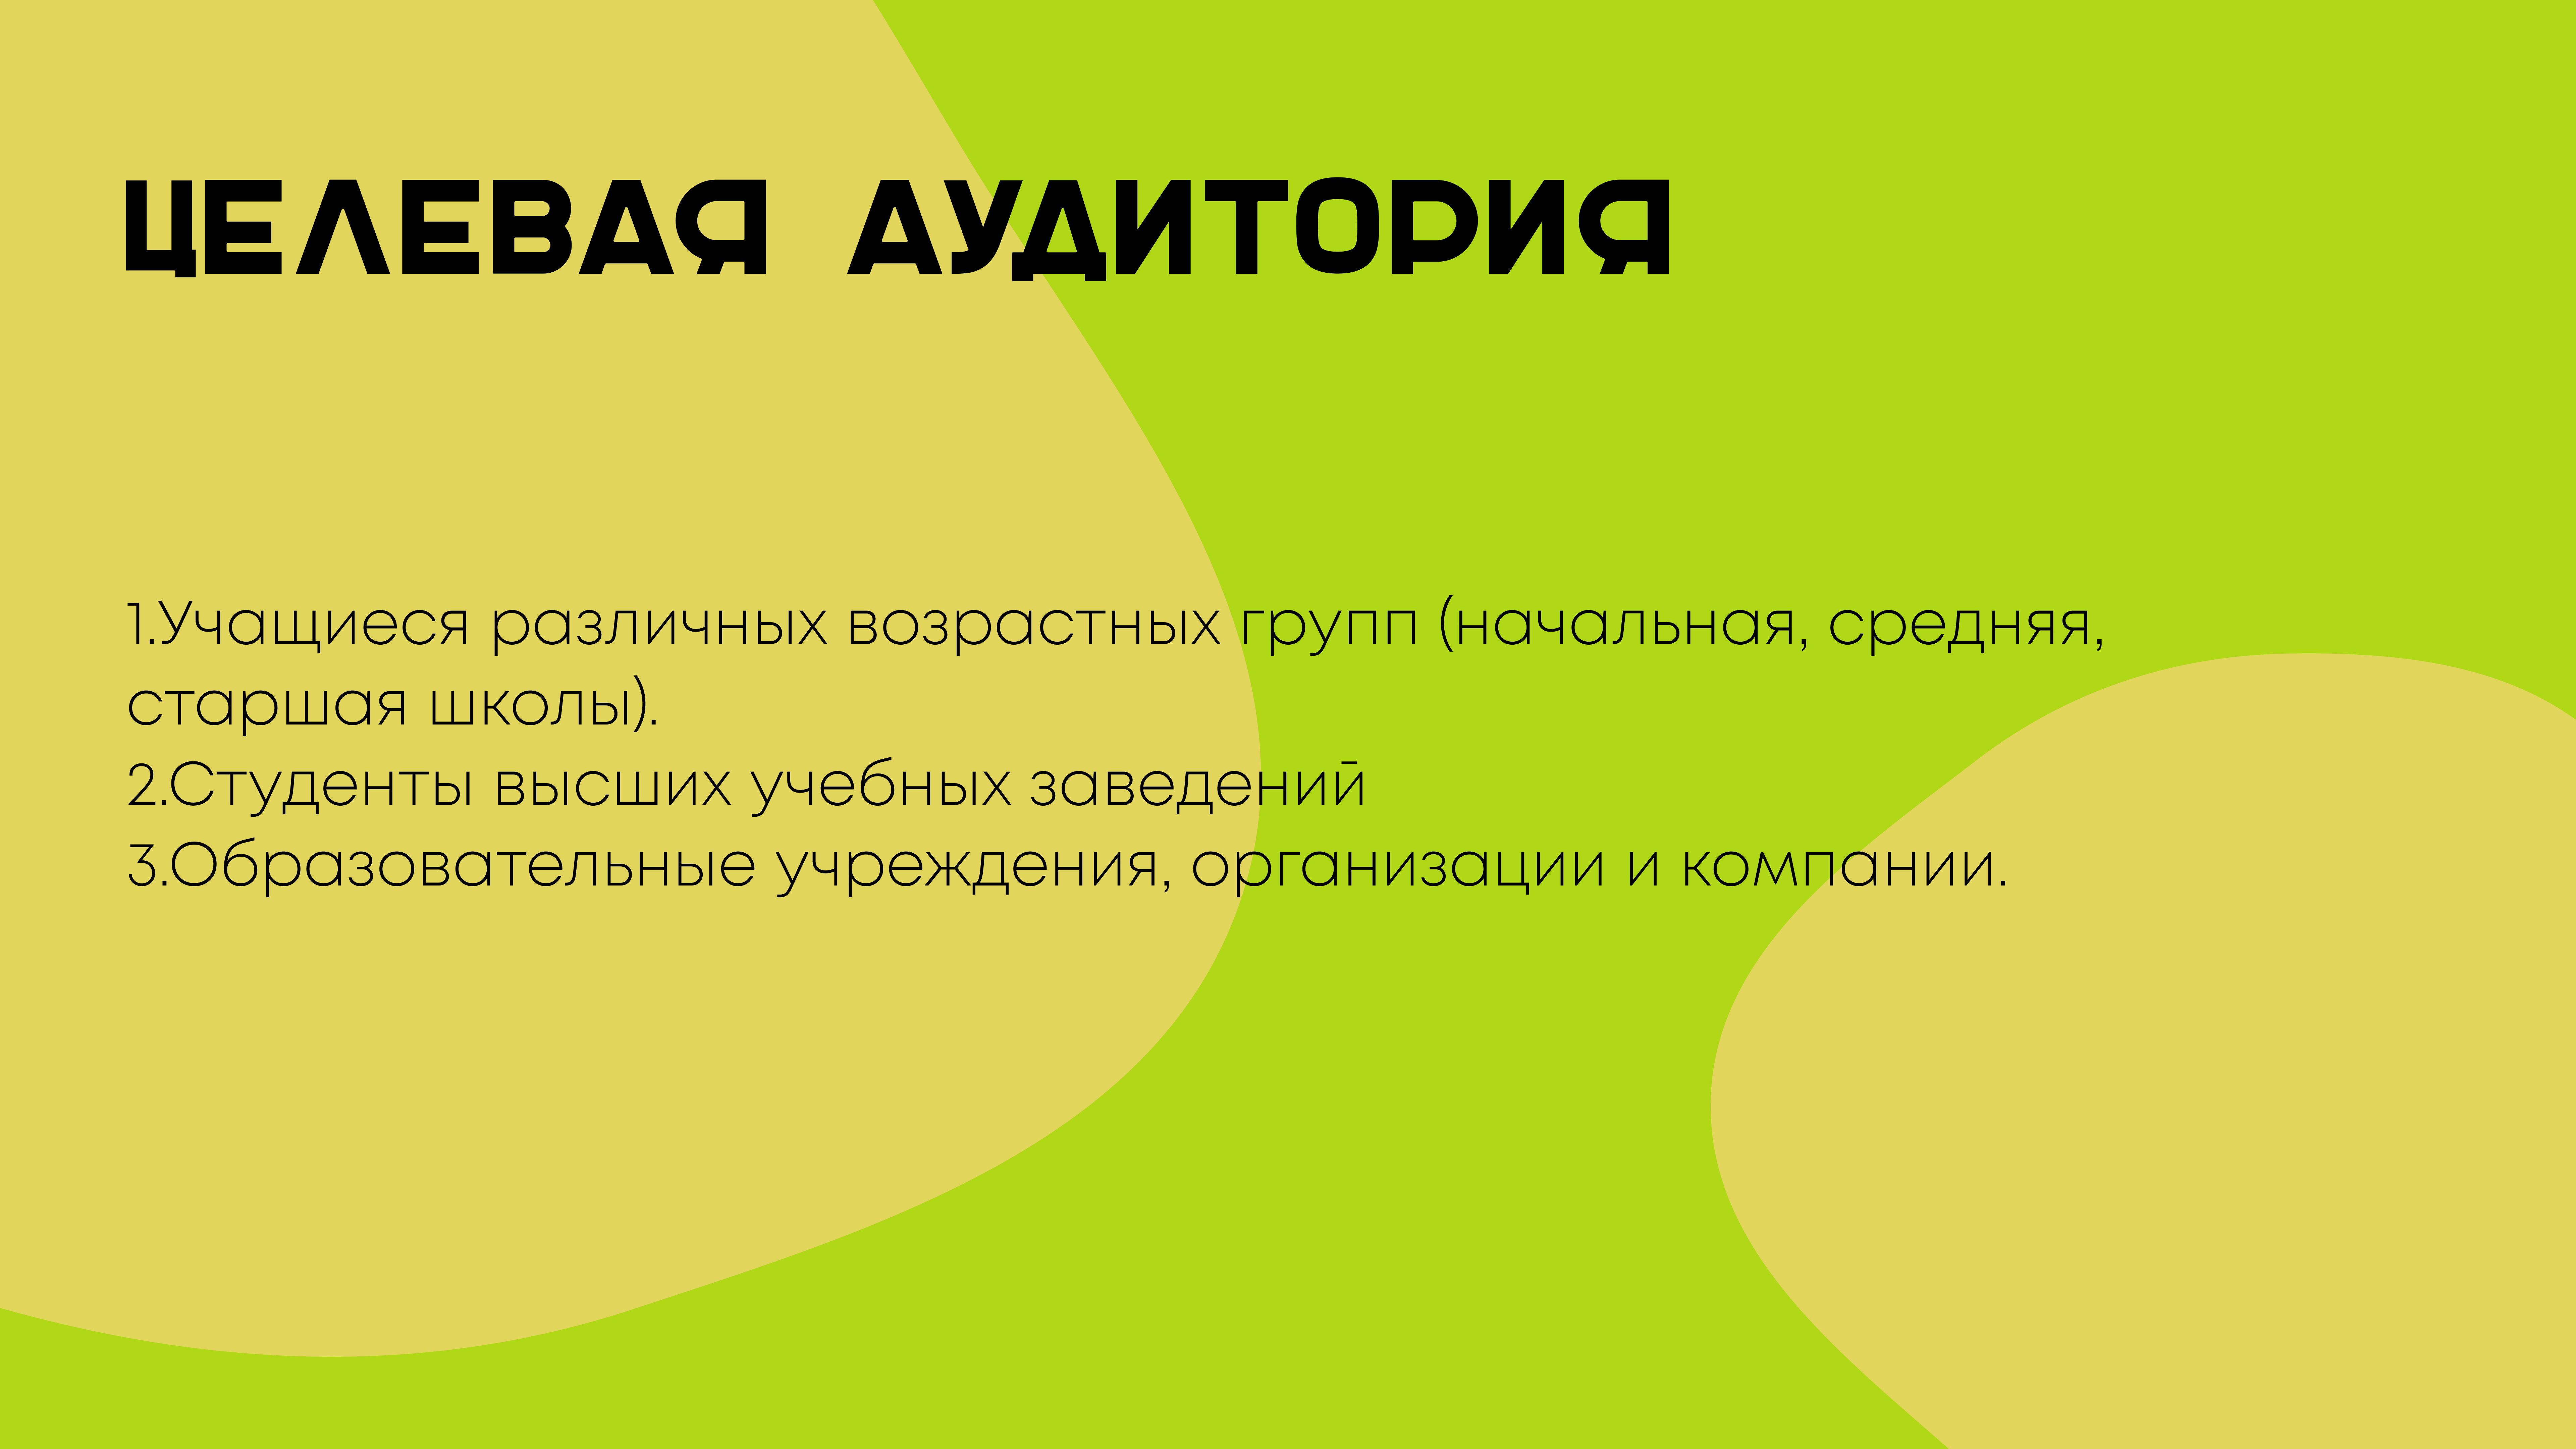 ЦЕЛЕВАЯ АУДИТОРИЯ
1.Учащиеся различных возрастных групп (начальная, средняя,
старшая школы).
2.Студенты высших учебных заведений
3.Образовательные учреждения, организации и компании.